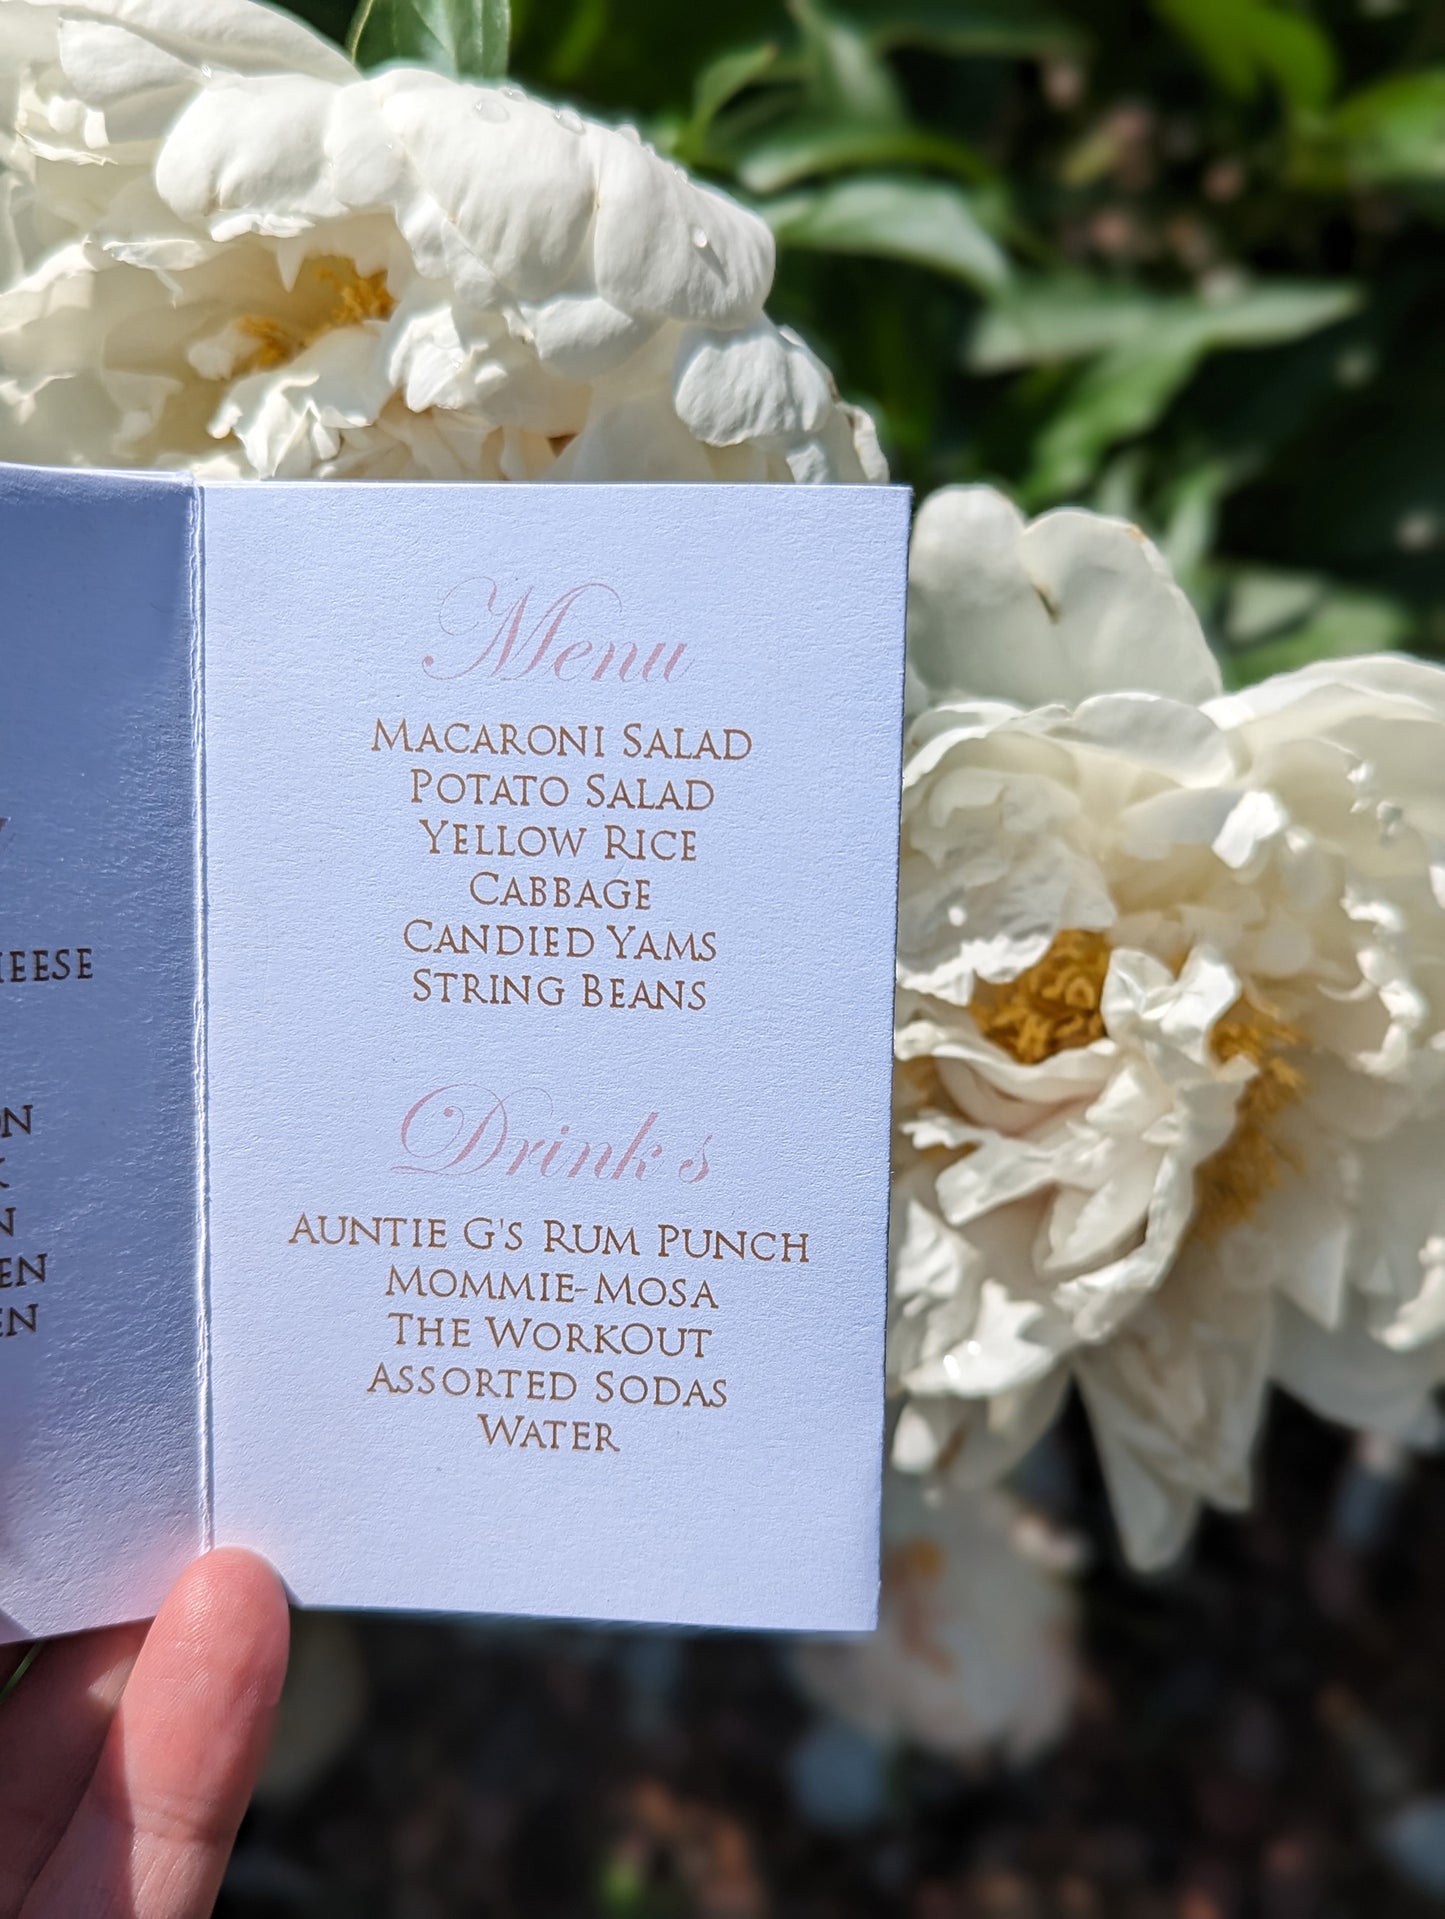 Menu
MACARONI SALAD
POTATO SALAD
YELLOW RICE
CABBAGE
CANDIED YAMS
STRING BEANS
Drinks
AUNTIE G'S RUM PUNCH
MOMMIE-MOSA
THE WORKOUT
ASSORTED SODAS
WATER